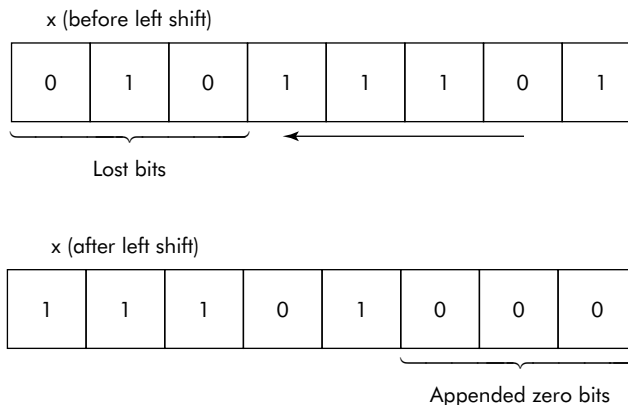 x (before left shift)
0 1 0 1 1 1 0 1
Lost bits
x (after left shift)
1 1 1 0 1 0 0 0
Appended zero bits